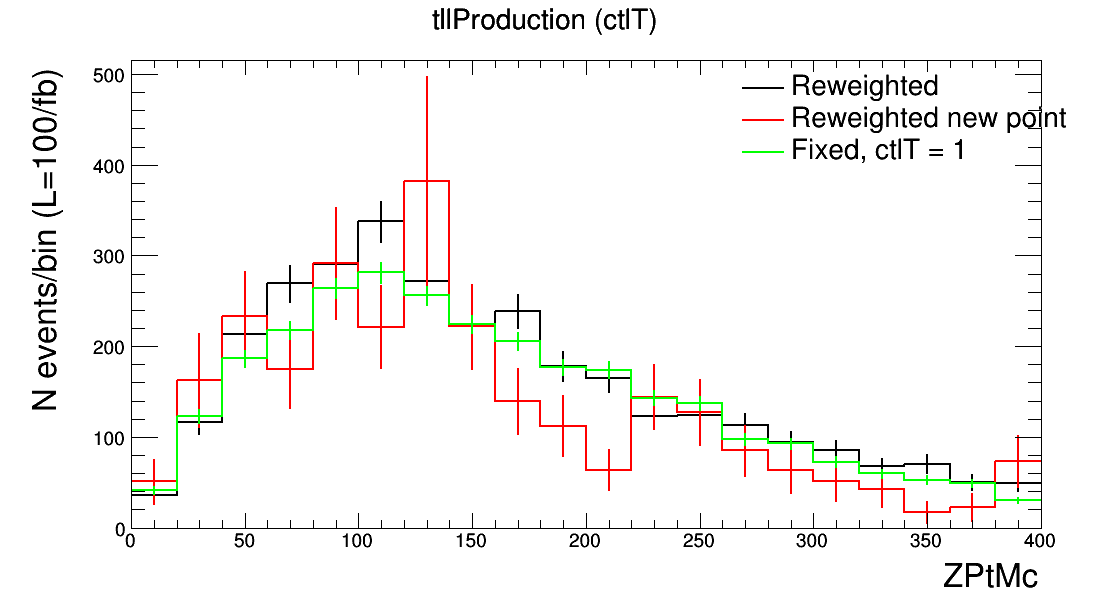 tllProduction (ctlT)
N events/bin (L=100/fb)
Reweighted
Reweighted new point
Fixed, ctlT = 1
500
400
300
200
100
0
0 50 100 150 200 250 300 350 400
ZPtMc